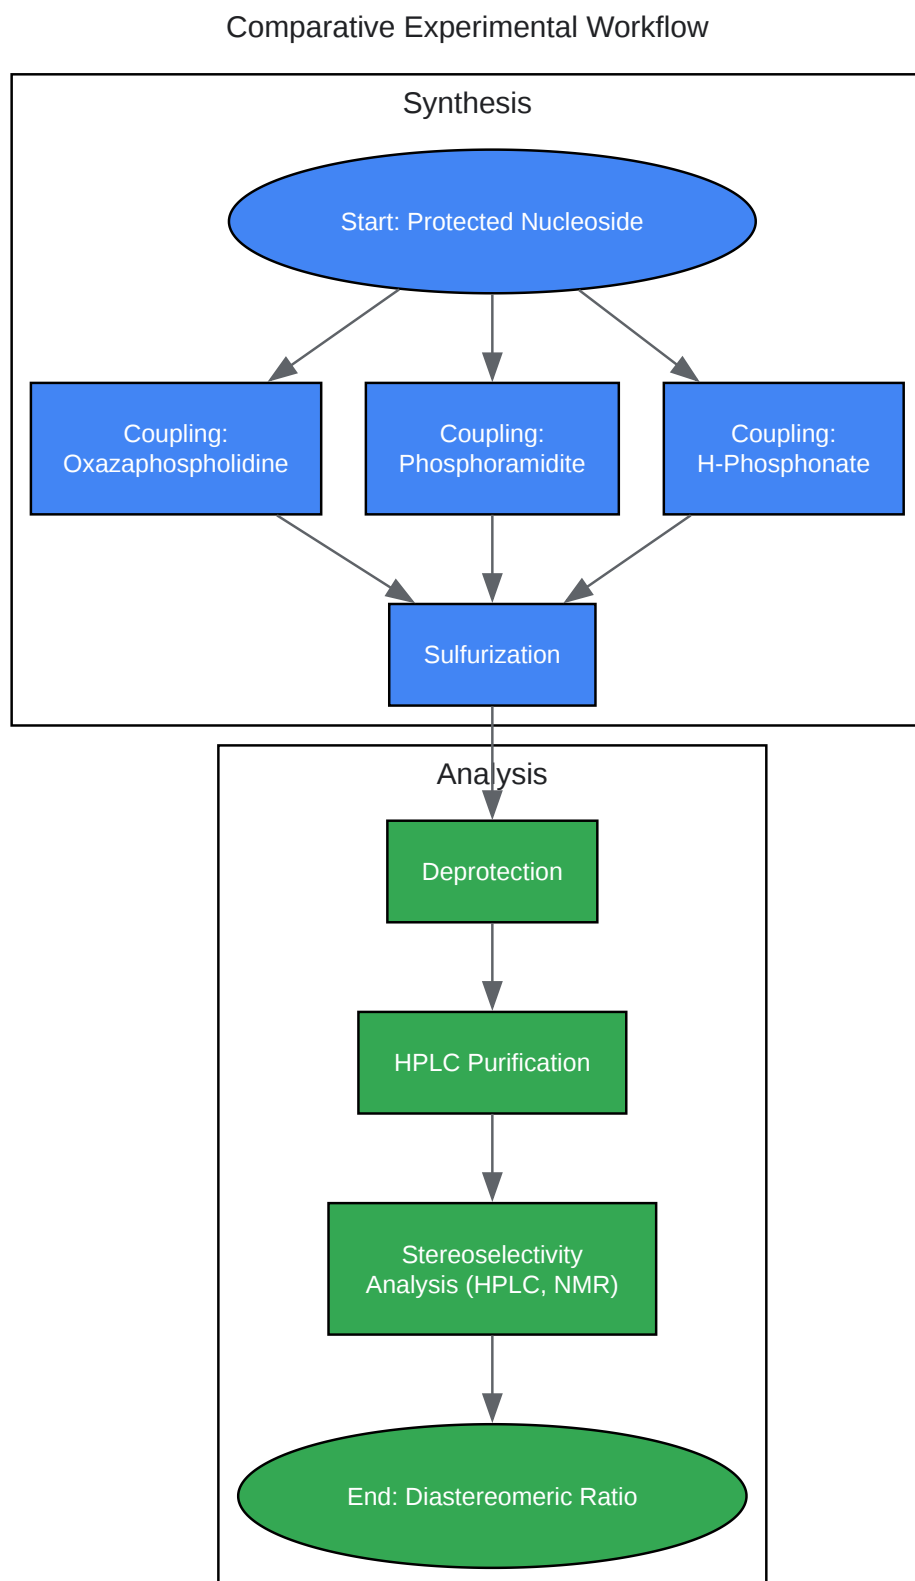 Comparative Experimental Workflow
Synthesis
Start: Protected Nucleoside
Coupling:
Oxazaphospholidine
Coupling:
Phosphoramidite
Coupling:
H-Phosphonate
Sulfurization
Analysis
Deprotection
HPLC Purification
Stereoselectivity
Analysis (HPLC, NMR)
End: Diastereomeric Ratio